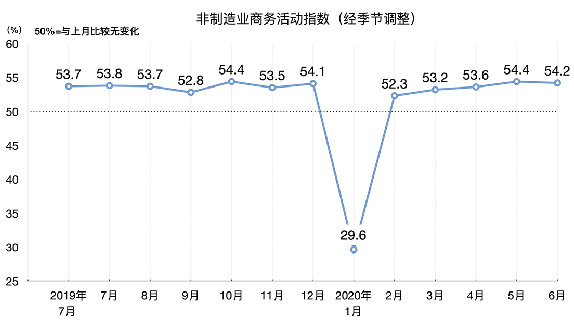 非制造业商务活动指数（经季节调整）
(%) 50%=与上月比较无变化
60
55
50
45
40
35
30
25
53.7 53.8 53.7 52.8 54.4 53.5 54.1 29.6 52.3 53.2 53.6 54.4 54.2
2019年 7月 8月 9月 10月 11月 12月 2020年 2月 3月 4月 5月 6月
7月 1月